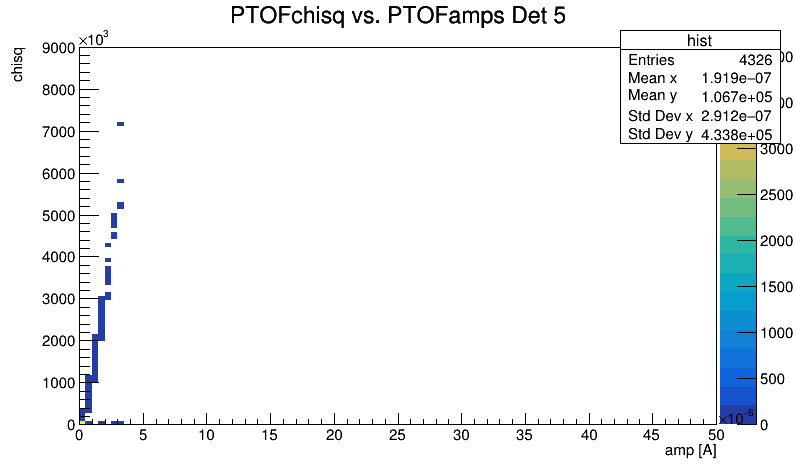 PTOFchisq vs. PTOFamps Det 5
×10³
chisq
9000
8000
7000
6000
5000
4000
3000
2000
1000
0
hist
Entries 4326
Mean x 1.919e−07
Mean y 1.067e+05
Std Dev x 2.912e−07
Std Dev y 4.338e+05
3000
2500
2000
1500
1000
500
0
×10⁻⁶
0 5 10 15 20 25 30 35 40 45 50
amp [A]